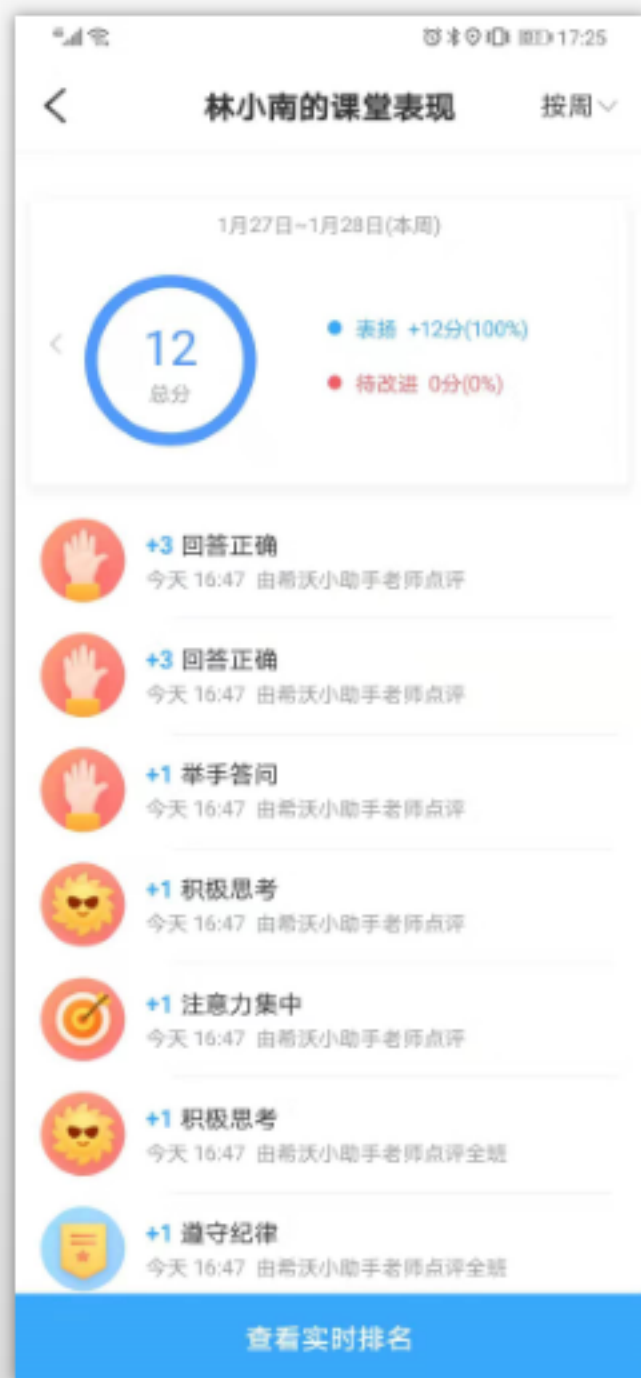 17:25
林小南的课堂表现 按周
1月27日~1月28日(本周)
12
总分
表扬 +12分(100%)
待改进 0分(0%)
+3 回答正确
今天 16:47 由希沃小助手老师点评
+3 回答正确
今天 16:47 由希沃小助手老师点评
+1 举手答问
今天 16:47 由希沃小助手老师点评
+1 积极思考
今天 16:47 由希沃小助手老师点评
+1 注意力集中
今天 16:47 由希沃小助手老师点评
+1 积极思考
今天 16:47 由希沃小助手老师点评全班
+1 遵守纪律
今天 16:47 由希沃小助手老师点评全班
查看实时排名